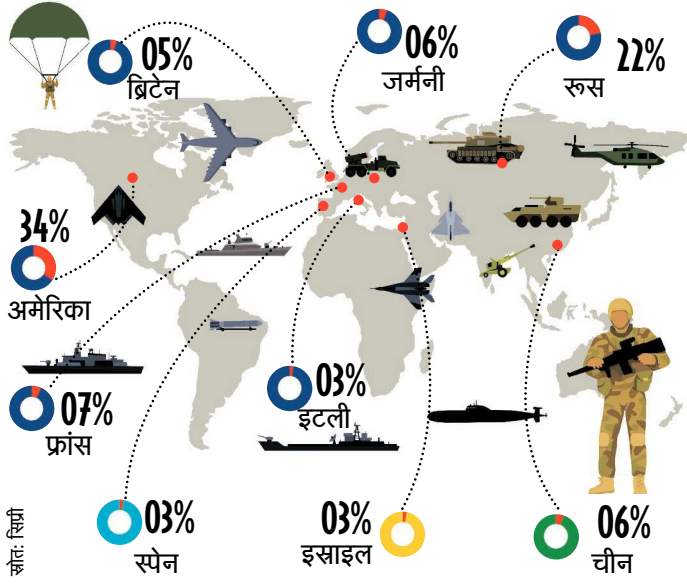 05%
ब्रिटेन
06%
जर्मनी
22%
रूस
34%
अमेरिका
07%
फ्रांस
03%
इटली
03%
स्पेन
03%
इस्राइल
06%
चीन
स्रोतः सिप्री